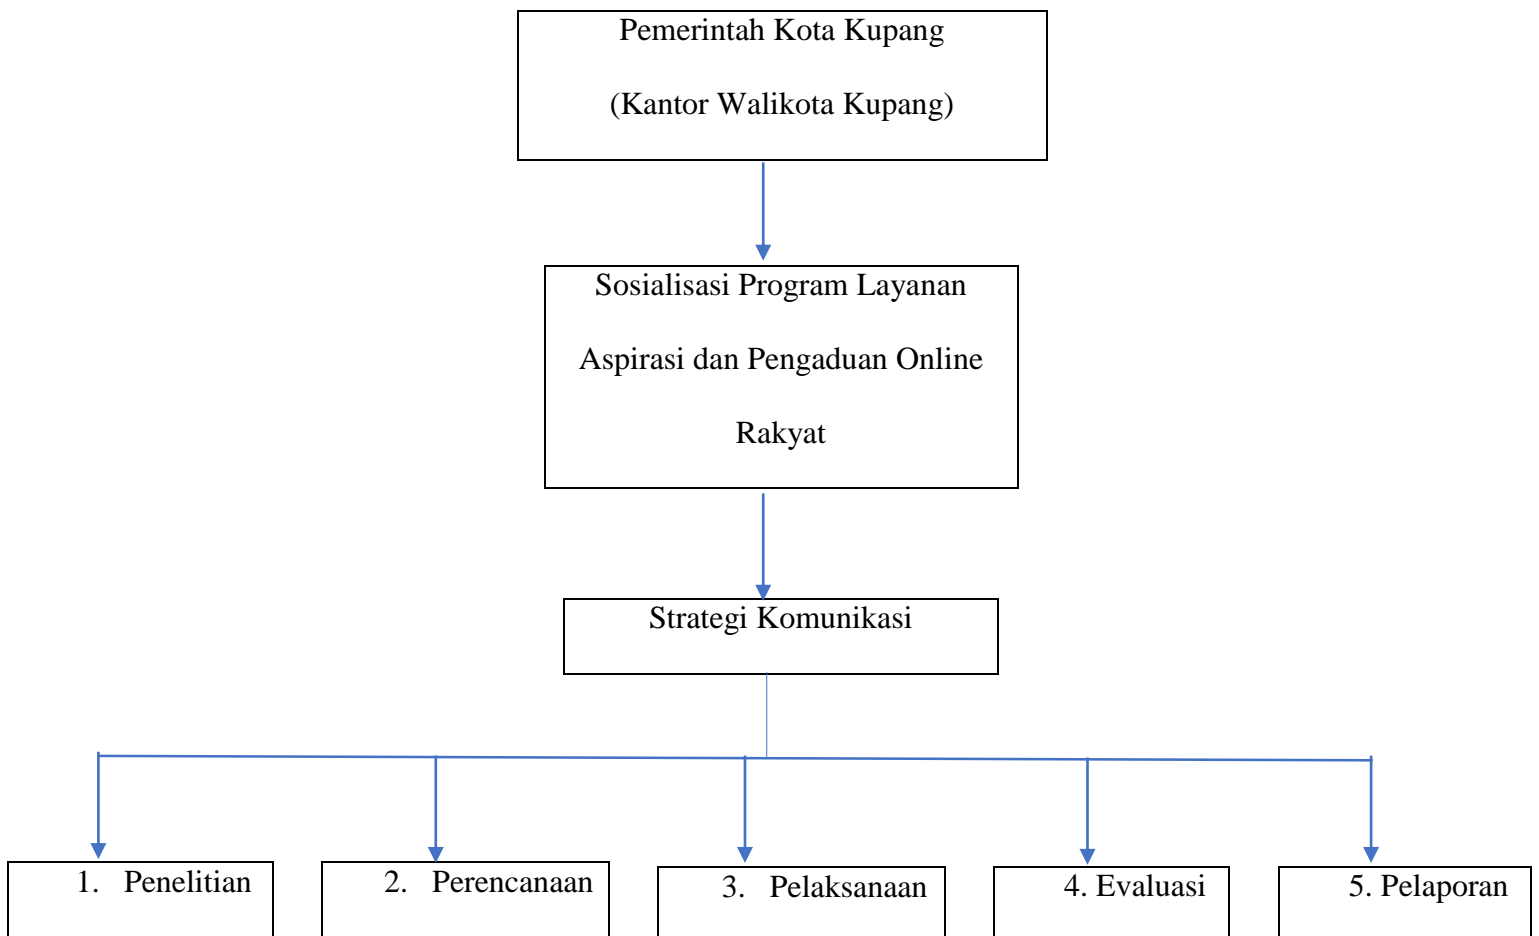 Pemerintah Kota Kupang
(Kantor Walikota Kupang)
Sosialisasi Program Layanan
Aspirasi dan Pengaduan Online
Rakyat
Strategi Komunikasi
1. Penelitian
2. Perencanaan
3. Pelaksanaan
4. Evaluasi
5. Pelaporan